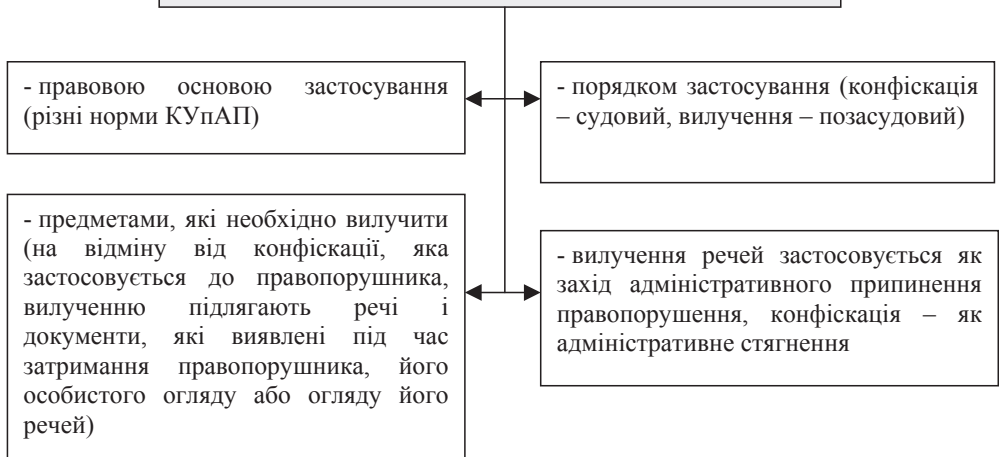 - правовою основою застосування
(різні норми КУпАП)
- порядком застосування (конфіскація
– судовий, вилучення – позасудовий)
- предметами, які необхідно вилучити
(на відміну від конфіскації, яка
застосовується до правопорушника,
вилученню підлягають речі і
документи, які виявлені під час
затримання правопорушника, його
особистого огляду або огляду його
речей)
- вилучення речей застосовується як
захід адміністративного припинення
правопорушення, конфіскація – як
адміністративне стягнення